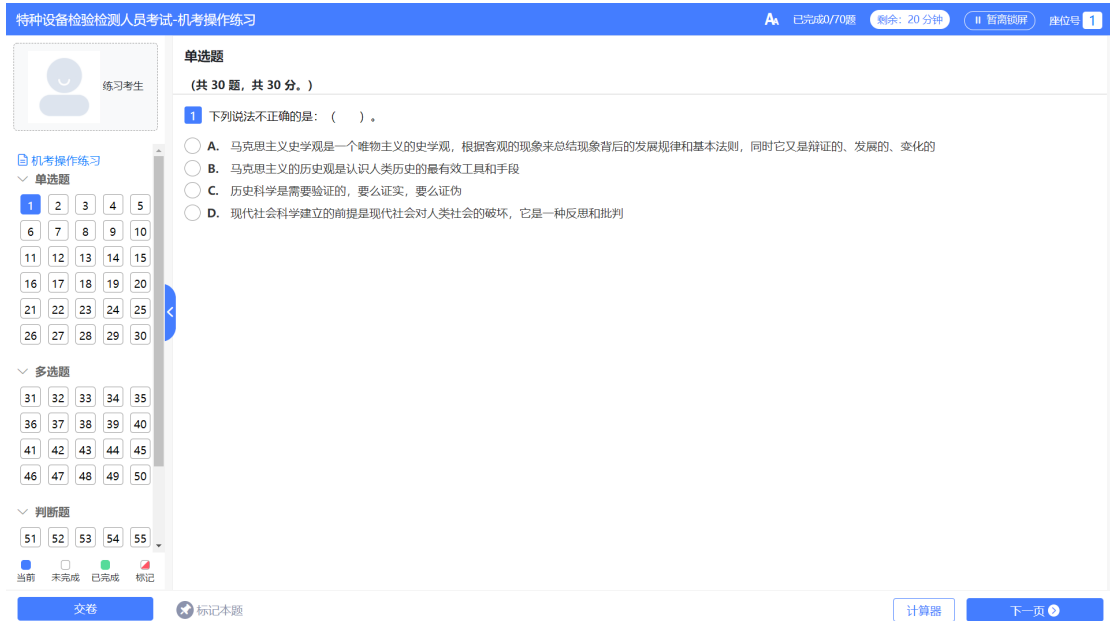 特种设备检验检测人员考试-机考操作练习 AA 已完成0/70题 剩余：20 分钟 暂离锁屏 座位号 1
练习考生
机考操作练习
单选题
1 2 3 4 5
6 7 8 9 10
11 12 13 14 15
16 17 18 19 20
21 22 23 24 25
26 27 28 29 30
多选题
31 32 33 34 35
36 37 38 39 40
41 42 43 44 45
46 47 48 49 50
判断题
51 52 53 54 55
当前 未完成 已完成 标记
交卷
单选题
（共 30 题，共 30 分。）
1 下列说法不正确的是：（ ）。
A. 马克思主义史学观是一个唯物主义的史学观，根据客观的现象来总结现象背后的发展规律和基本法则，同时它又是辩证的、发展的、变化的
B. 马克思主义的历史观是认识人类历史的最有效工具和手段
C. 历史科学是需要验证的，要么证实，要么证伪
D. 现代社会科学建立的前提是现代社会对人类社会的破坏，它是一种反思和批判
标记本题 计算器 下一页